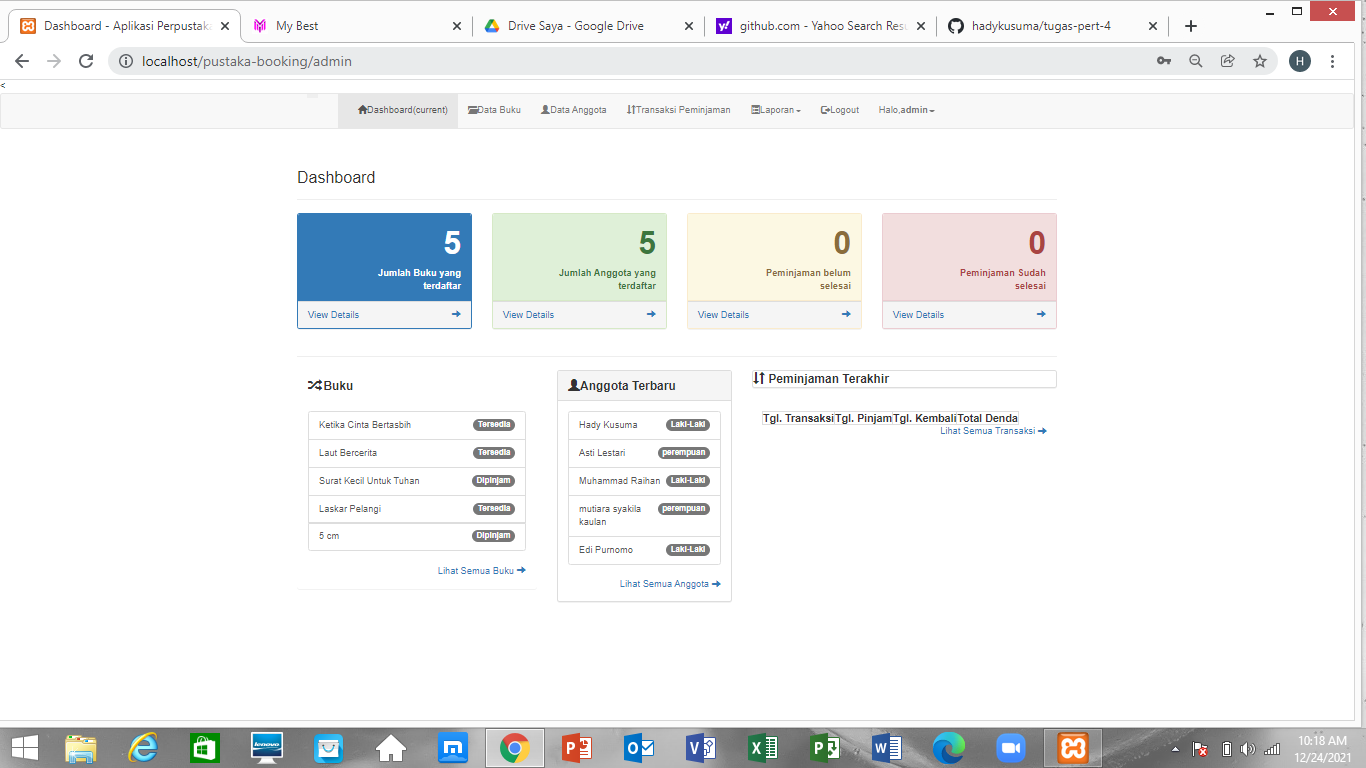 Dashboard - Aplikasi Perpustaka
My Best
Drive Saya - Google Drive
github.com - Yahoo Search Resu
hadykusuma/tugas-pert-4
localhost/pustaka-booking/admin
H
<
Dashboard(current)
Data Buku
Data Anggota
Transaksi Peminjaman
Laporan
Logout
Halo,admin
Dashboard
5
Jumlah Buku yang
terdaftar
View Details
5
Jumlah Anggota yang
terdaftar
View Details
0
Peminjaman belum
selesai
View Details
0
Peminjaman Sudah
selesai
View Details
Buku
Ketika Cinta Bertasbih Tersedia
Laut Bercerita Tersedia
Surat Kecil Untuk Tuhan Dipinjam
Laskar Pelangi Tersedia
5 cm Dipinjam
Lihat Semua Buku
Anggota Terbaru
Hady Kusuma Laki-Laki
Asti Lestari perempuan
Muhammad Raihan Laki-Laki
mutiara syakila perempuan
kaulan
Edi Purnomo Laki-Laki
Lihat Semua Anggota
Peminjaman Terakhir
Tgl. Transaksi Tgl. Pinjam Tgl. Kembali Total Denda
Lihat Semua Transaksi
lenovo
10:18 AM
12/24/2021